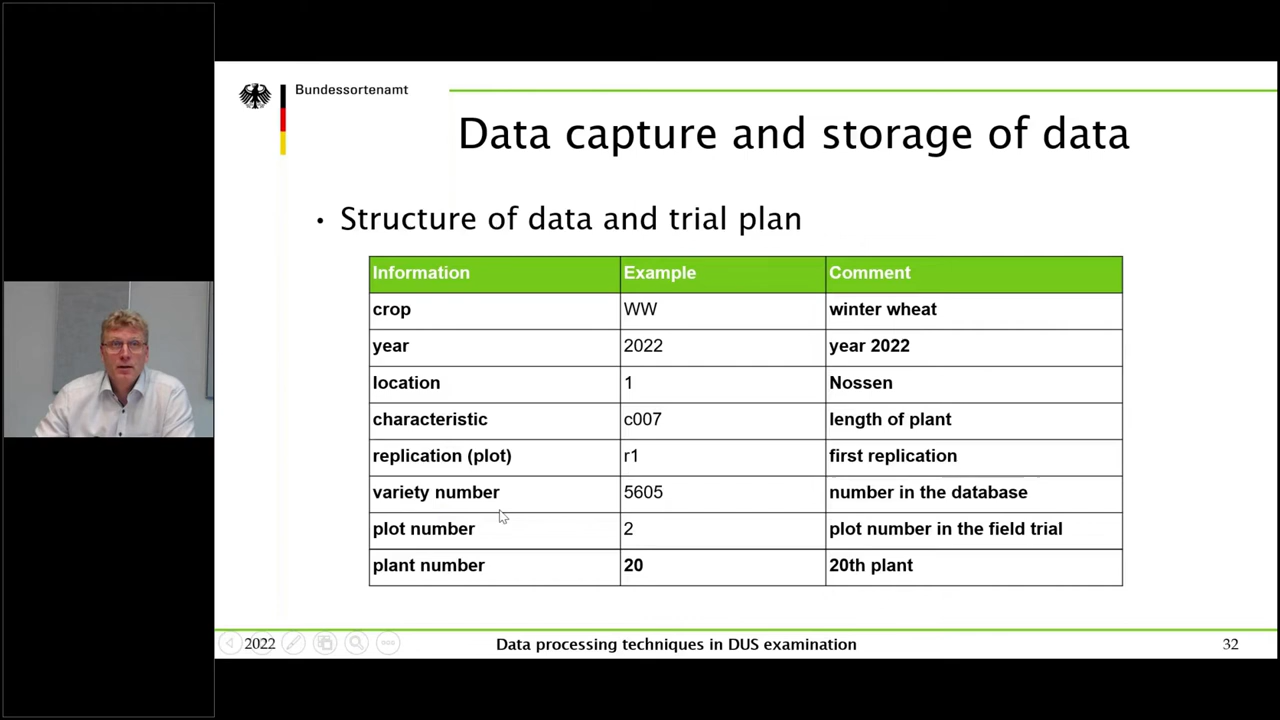 Bundessortenamt
Data capture and storage of data
• Structure of data and trial plan
Information Example Comment
crop WW winter wheat
year 2022 year 2022
location 1 Nossen
characteristic c007 length of plant
replication (plot) r1 first replication
variety number 5605 number in the database
plot number 2 plot number in the field trial
plant number 20 20th plant
2022 Data processing techniques in DUS examination 32